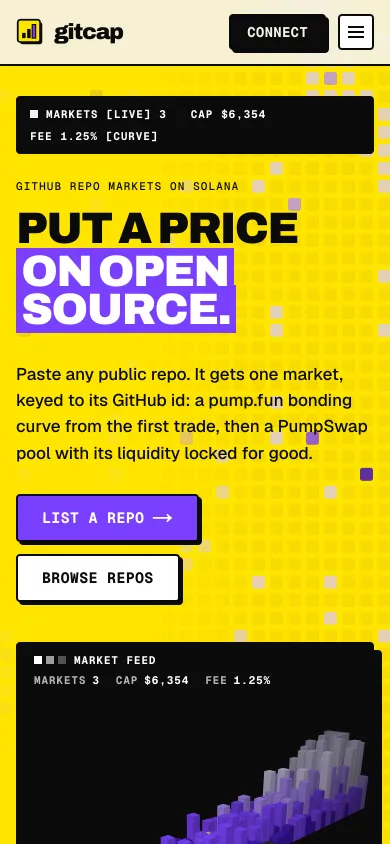 gitcap
CONNECT
MARKETS [LIVE] 3 CAP $6,354
FEE 1.25% [CURVE]
GITHUB REPO MARKETS ON SOLANA
PUT A PRICE
ON OPEN
SOURCE.
Paste any public repo. It gets one market,
keyed to its GitHub id: a pump.fun bonding
curve from the first trade, then a PumpSwap
pool with its liquidity locked for good.
LIST A REPO →
BROWSE REPOS
MARKET FEED
MARKETS 3 CAP $6,354 FEE 1.25%